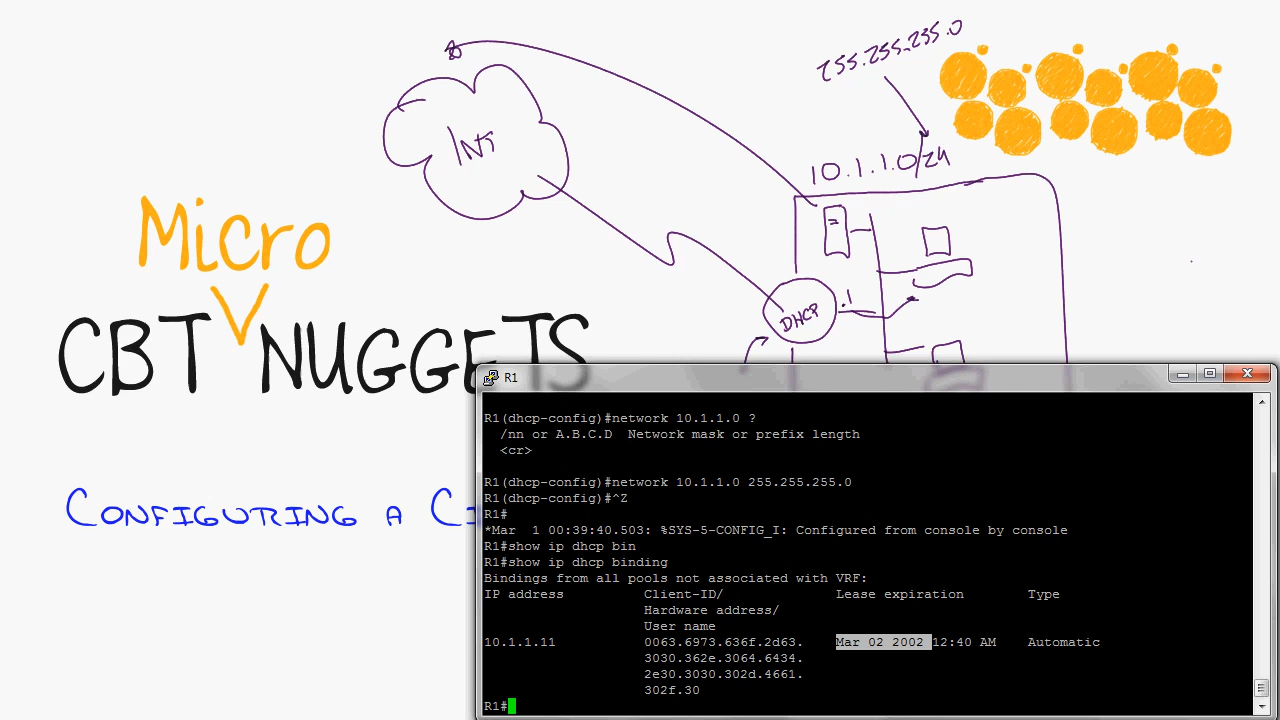 255.255.255.0
INT
10.1.1.0/24
Micro
DHCP
.1
CBT NUGGETS
CONFIGURING A
R1
R1(dhcp-config)#network 10.1.1.0 ?
/nn or A.B.C.D  Network mask or prefix length
<cr>
R1(dhcp-config)#network 10.1.1.0 255.255.255.0
R1(dhcp-config)#^Z
R1#
*Mar  1 00:39:40.503: %SYS-5-CONFIG_I: Configured from console by console
R1#show ip dhcp bin
R1#show ip dhcp binding
Bindings from all pools not associated with VRF:
IP address          Client-ID/              Lease expiration        Type
Hardware address/
User name
10.1.1.11           0063.6973.636f.2d63.    Mar 02 2002 12:40 AM    Automatic
3030.362e.3064.6434.
2e30.3030.302d.4661.
302f.30
R1#